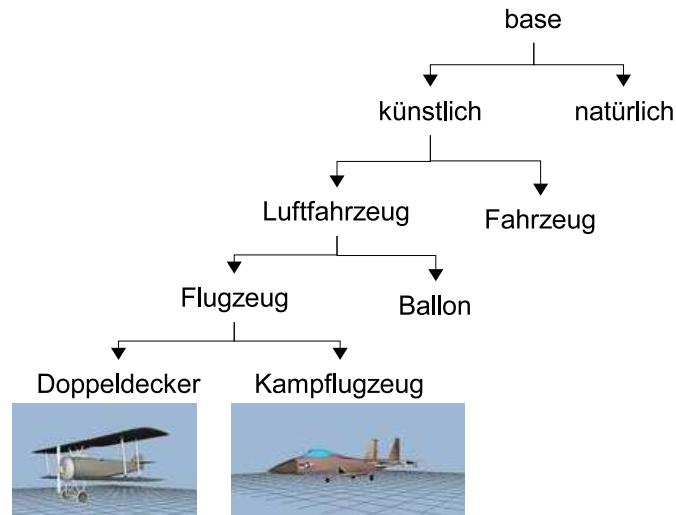 base
künstlich
natürlich
Luftfahrzeug
Fahrzeug
Flugzeug
Ballon
Doppeldecker
Kampflugzeug